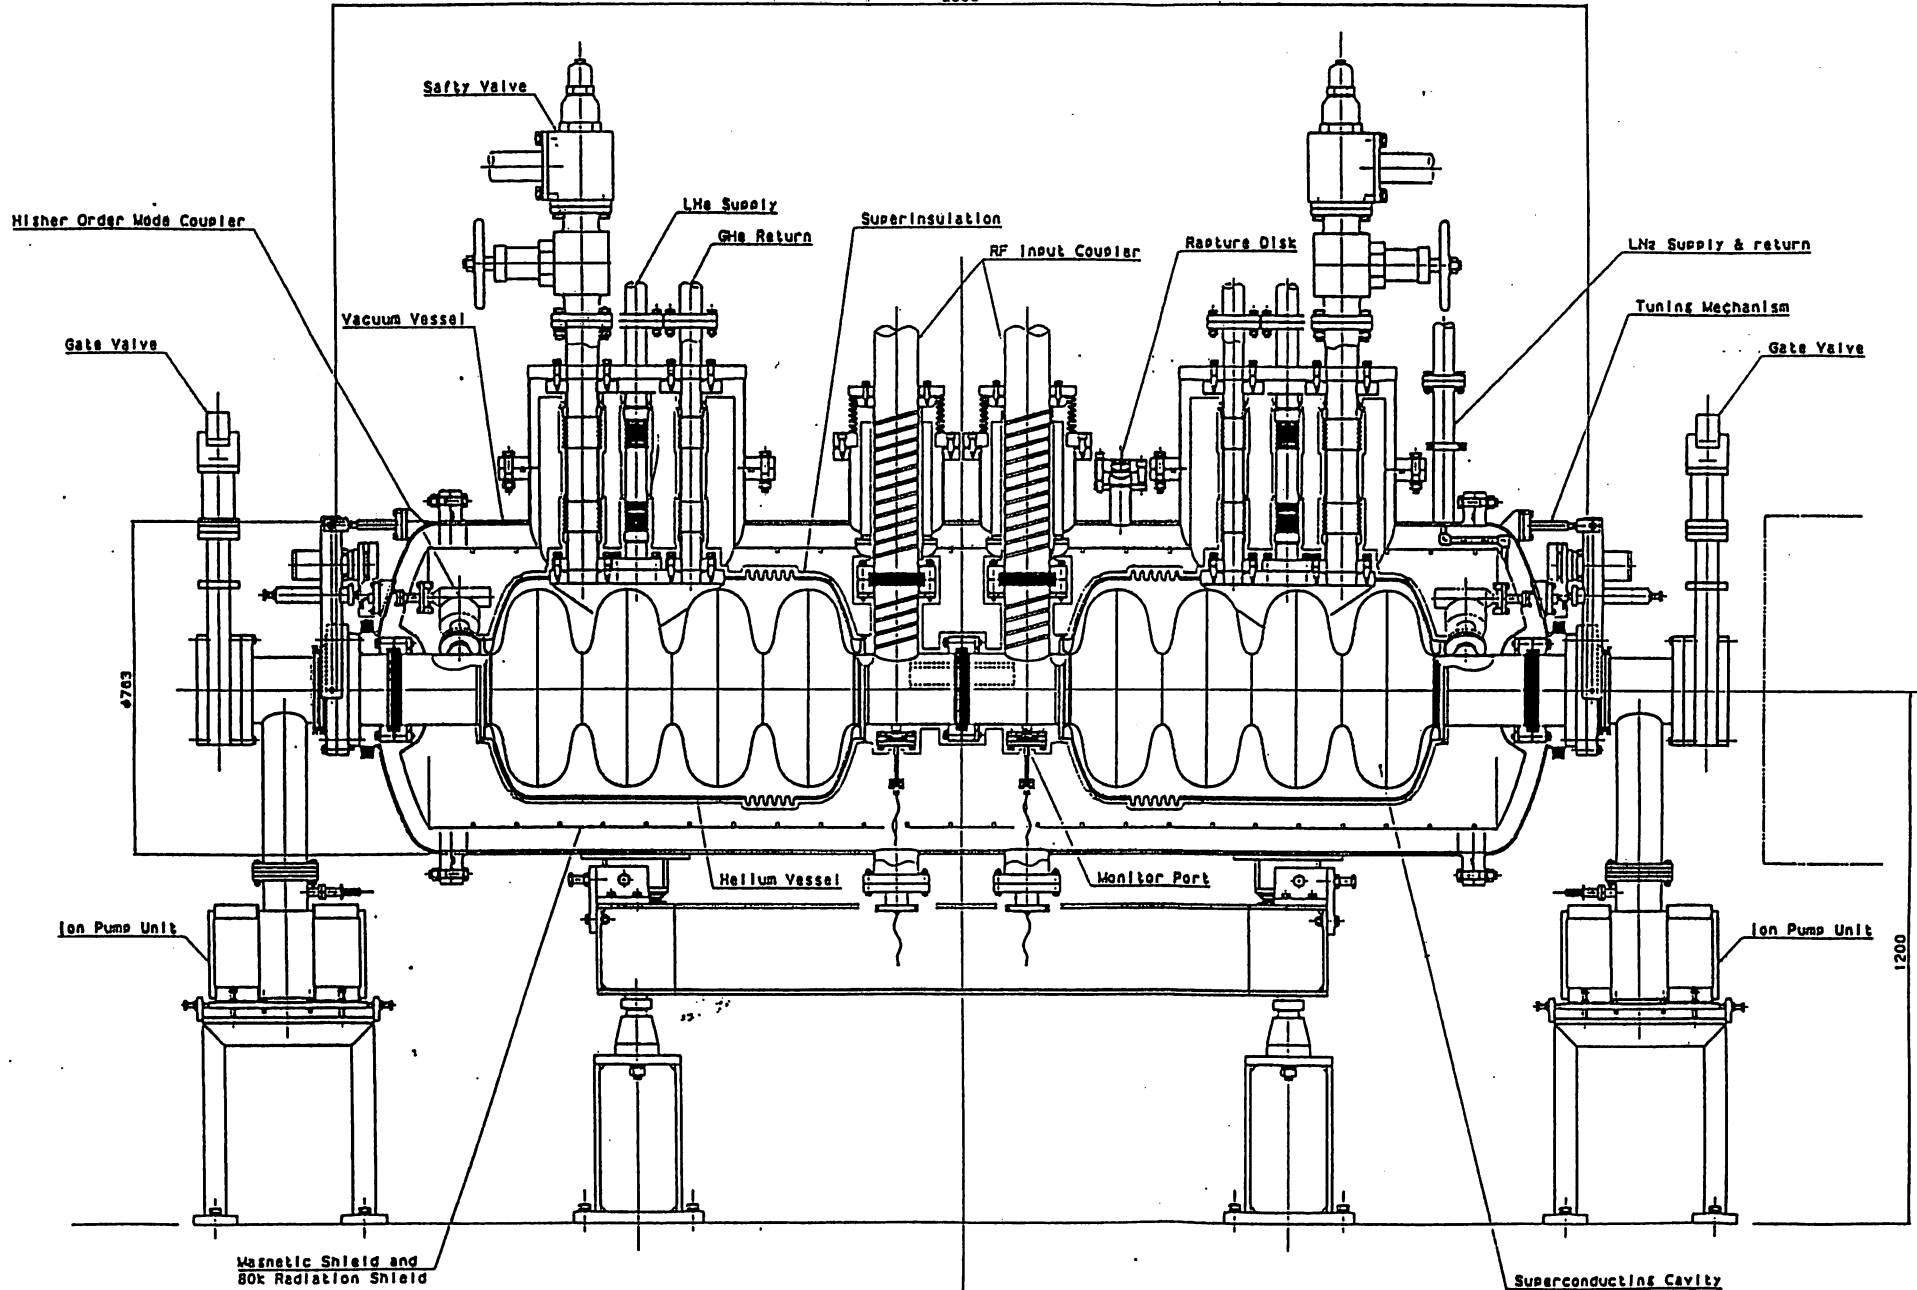 Safty Valve
LHe Supply
Higher Order Mode Coupler
Superinsulation
GHe Return
RF Input Coupler
Rapture Disk
LN2 Supply & return
Tuning Mechanism
Vacuum Vessel
Gate Valve
Gate Valve
φ763
Helium Vessel
Monitor Port
Ion Pump Unit
Ion Pump Unit
1200
Magnetic Shield and
80k Radiation Shield
Superconducting Cavity